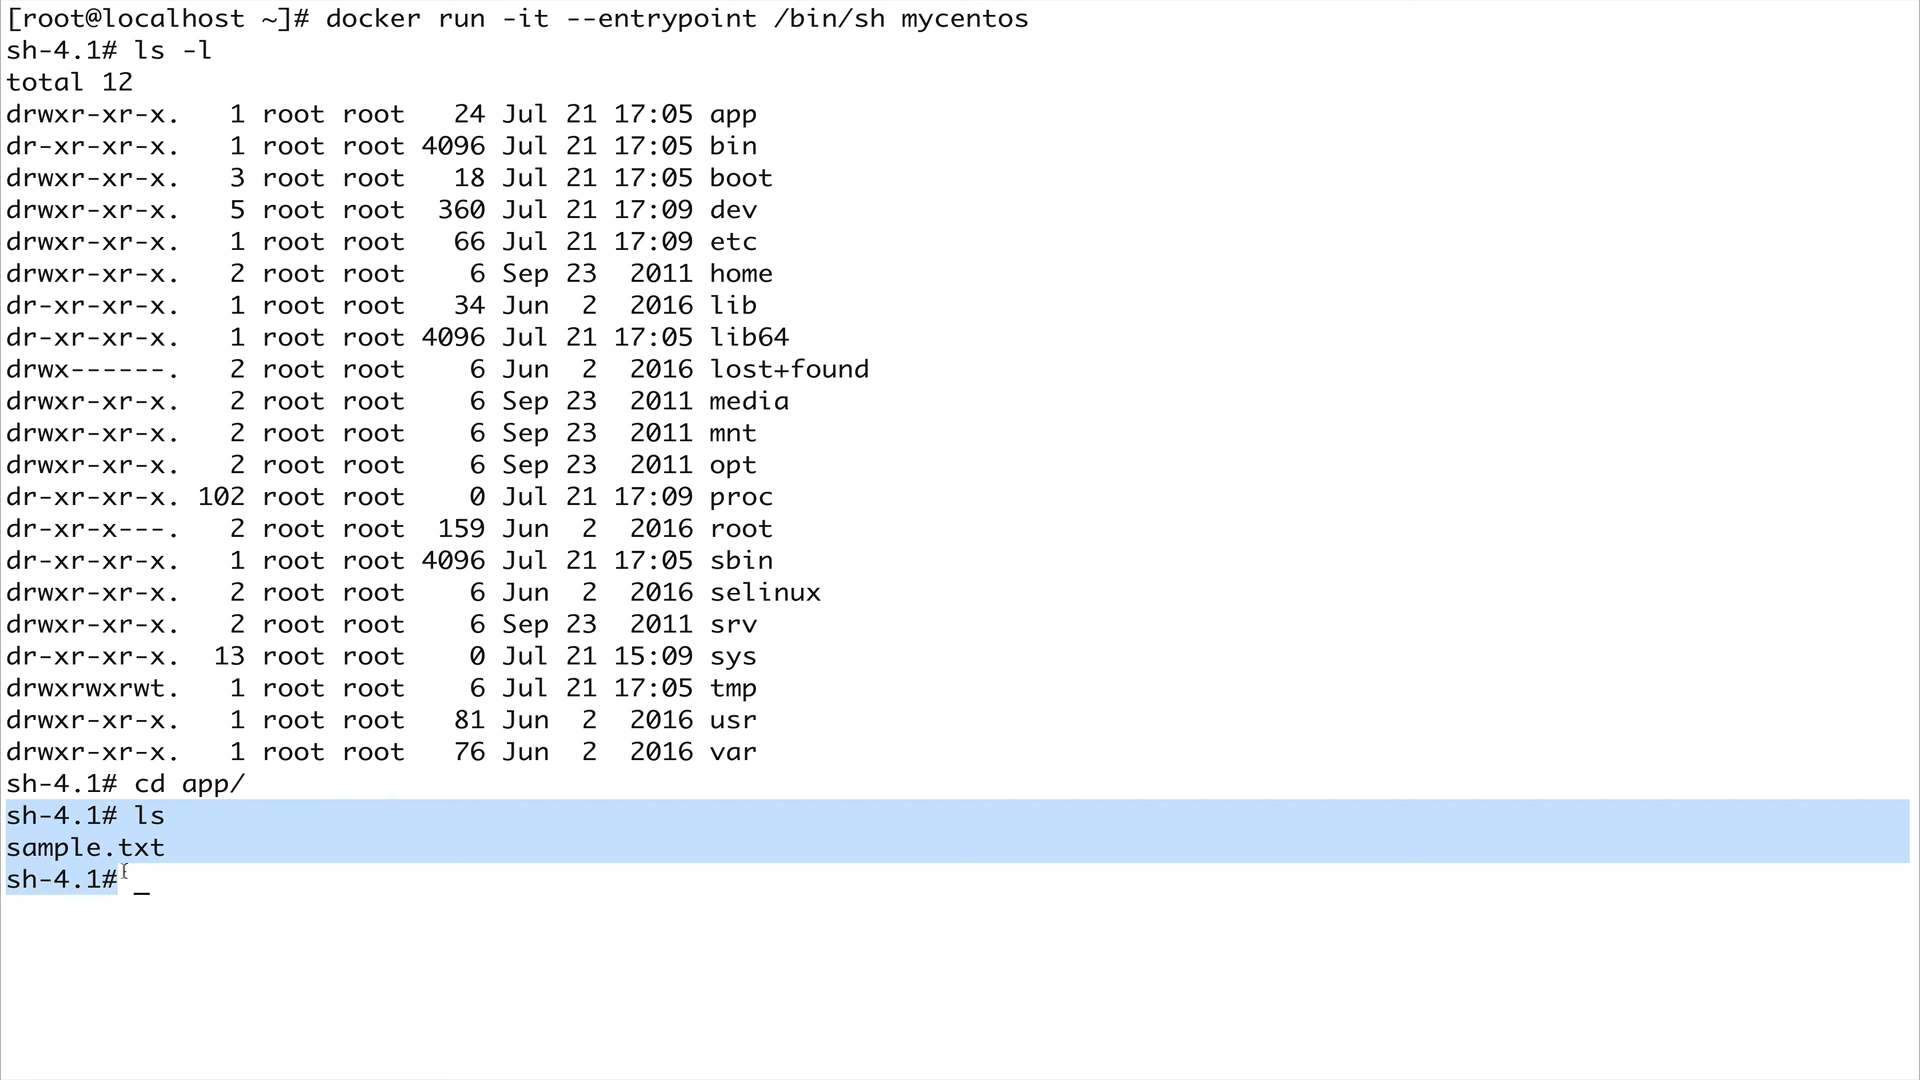 [root@localhost ~]# docker run -it --entrypoint /bin/sh mycentos
sh-4.1# ls -l
total 12
drwxr-xr-x.   1 root root   24 Jul 21 17:05 app
dr-xr-xr-x.   1 root root 4096 Jul 21 17:05 bin
drwxr-xr-x.   3 root root   18 Jul 21 17:05 boot
drwxr-xr-x.   5 root root  360 Jul 21 17:09 dev
drwxr-xr-x.   1 root root   66 Jul 21 17:09 etc
drwxr-xr-x.   2 root root    6 Sep 23  2011 home
dr-xr-xr-x.   1 root root   34 Jun  2  2016 lib
dr-xr-xr-x.   1 root root 4096 Jul 21 17:05 lib64
drwx------.   2 root root    6 Jun  2  2016 lost+found
drwxr-xr-x.   2 root root    6 Sep 23  2011 media
drwxr-xr-x.   2 root root    6 Sep 23  2011 mnt
drwxr-xr-x.   2 root root    6 Sep 23  2011 opt
dr-xr-xr-x. 102 root root    0 Jul 21 17:09 proc
dr-xr-x---.   2 root root  159 Jun  2  2016 root
dr-xr-xr-x.   1 root root 4096 Jul 21 17:05 sbin
drwxr-xr-x.   2 root root    6 Jun  2  2016 selinux
drwxr-xr-x.   2 root root    6 Sep 23  2011 srv
dr-xr-xr-x.  13 root root    0 Jul 21 15:09 sys
drwxrwxrwt.   1 root root    6 Jul 21 17:05 tmp
drwxr-xr-x.   1 root root   81 Jun  2  2016 usr
drwxr-xr-x.   1 root root   76 Jun  2  2016 var
sh-4.1# cd app/
sh-4.1# ls
sample.txt
sh-4.1# _